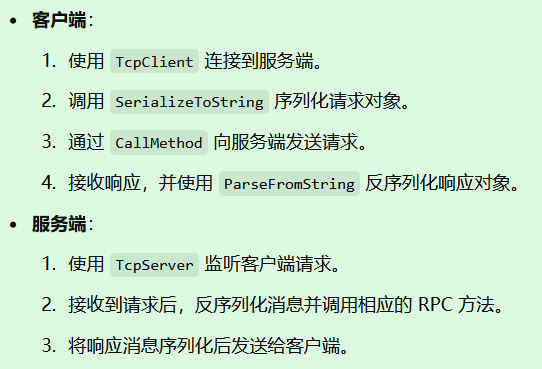 • 客户端：
1. 使用 TcpClient 连接到服务端。
2. 调用 SerializeToString 序列化请求对象。
3. 通过 CallMethod 向服务端发送请求。
4. 接收响应，并使用 ParseFromString 反序列化响应对象。
• 服务端：
1. 使用 TcpServer 监听客户端请求。
2. 接收到请求后，反序列化消息并调用相应的 RPC 方法。
3. 将响应消息序列化后发送给客户端。